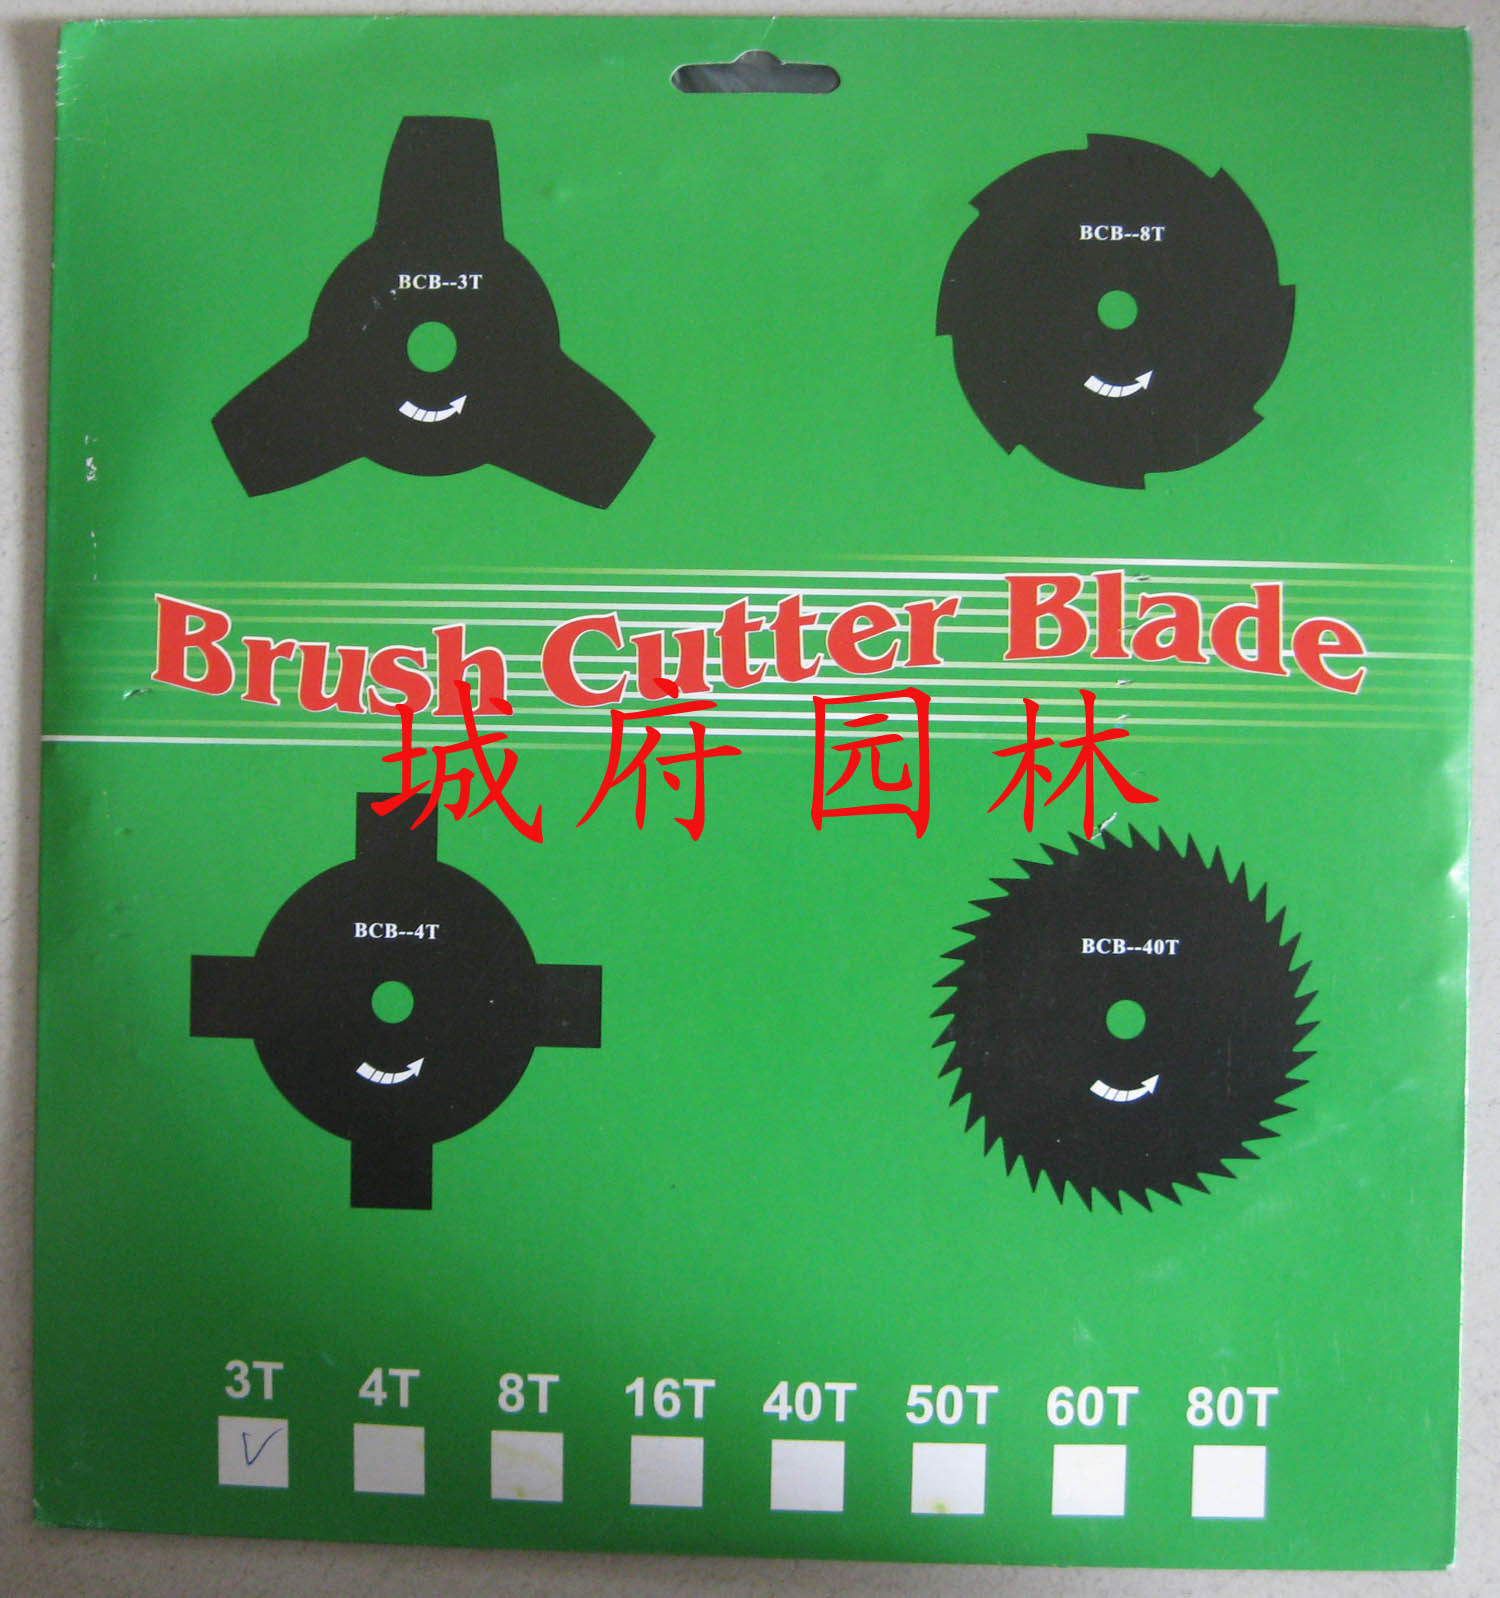 BCB--3T
BCB--8T
Brush Cutter Blade
城府园林
BCB--4T
BCB--40T
3T 4T 8T 16T 40T 50T 60T 80T